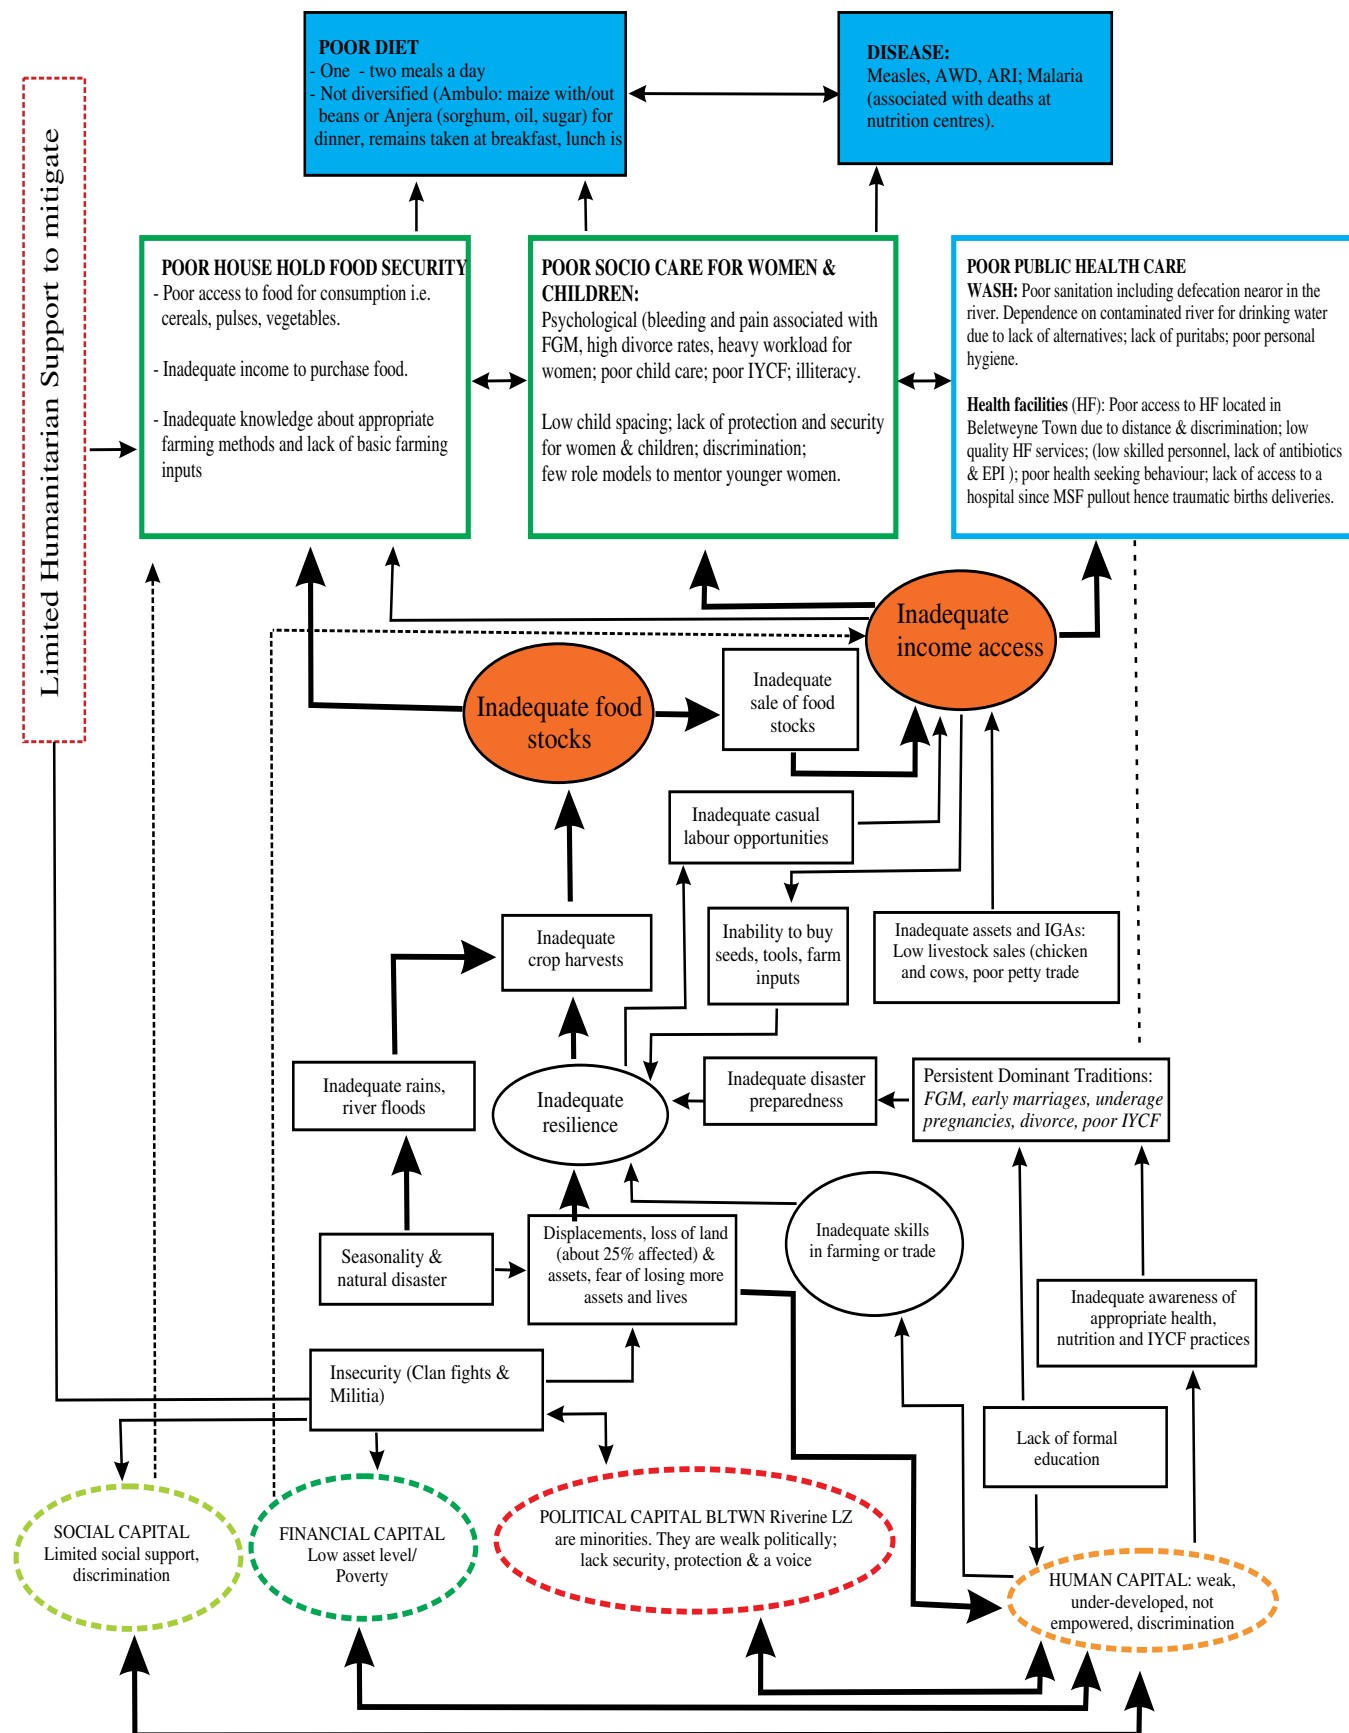 POOR DIET
- One - two meals a day
- Not diversified (Ambulo: maize with/out
beans or Anjera (sorghum, oil, sugar) for
dinner, remains taken at breakfast, lunch is
DISEASE:
Measles, AWD, ARI; Malaria
(associated with deaths at
nutrition centres).
Limited Humanitarian Support to mitigate
POOR HOUSE HOLD FOOD SECURITY
- Poor access to food for consumption i.e.
cereals, pulses, vegetables.
- Inadequate income to purchase food.
- Inadequate knowledge about appropriate
farming methods and lack of basic farming
inputs
POOR SOCIO CARE FOR WOMEN &
CHILDREN:
Psychological (bleeding and pain associated with
FGM, high divorce rates, heavy workload for
women; poor child care; poor IYCF; illiteracy.
Low child spacing; lack of protection and security
for women & children; discrimination;
few role models to mentor younger women.
POOR PUBLIC HEALTH CARE
WASH: Poor sanitation including defecation nearor in the
river. Dependence on contaminated river for drinking water
due to lack of alternatives; lack of puritabs; poor personal
hygiene.
Health facilities (HF): Poor access to HF located in
Beletweyne Town due to distance & discrimination; low
quality HF services; (low skilled personnel, lack of antibiotics
& EPI ); poor health seeking behaviour; lack of access to a
hospital since MSF pullout hence traumatic births deliveries.
Inadequate
income access
Inadequate food
stocks
Inadequate
sale of food
stocks
Inadequate casual
labour opportunities
Inadequate
crop harvests
Inability to buy
seeds, tools, farm
inputs
Inadequate assets and IGAs:
Low livestock sales (chicken
and cows, poor petty trade
Inadequate rains,
river floods
Inadequate
resilience
Inadequate disaster
preparedness
Persistent Dominant Traditions:
FGM, early marriages, underage
pregnancies, divorce, poor IYCF
Seasonality &
natural disaster
Displacements, loss of land
(about 25% affected) &
assets, fear of losing more
assets and lives
Inadequate skills
in farming or trade
Inadequate awareness of
appropriate health,
nutrition and IYCF practices
Insecurity (Clan fights &
Militia)
Lack of formal
education
SOCIAL CAPITAL
Limited social support,
discrimination
FINANCIAL CAPITAL
Low asset level/
Poverty
POLITICAL CAPITAL BLTWN Riverine LZ
are minorities. They are wealk politically;
lack security, protection & a voice
HUMAN CAPITAL: weak,
under-developed, not
empowered, discrimination